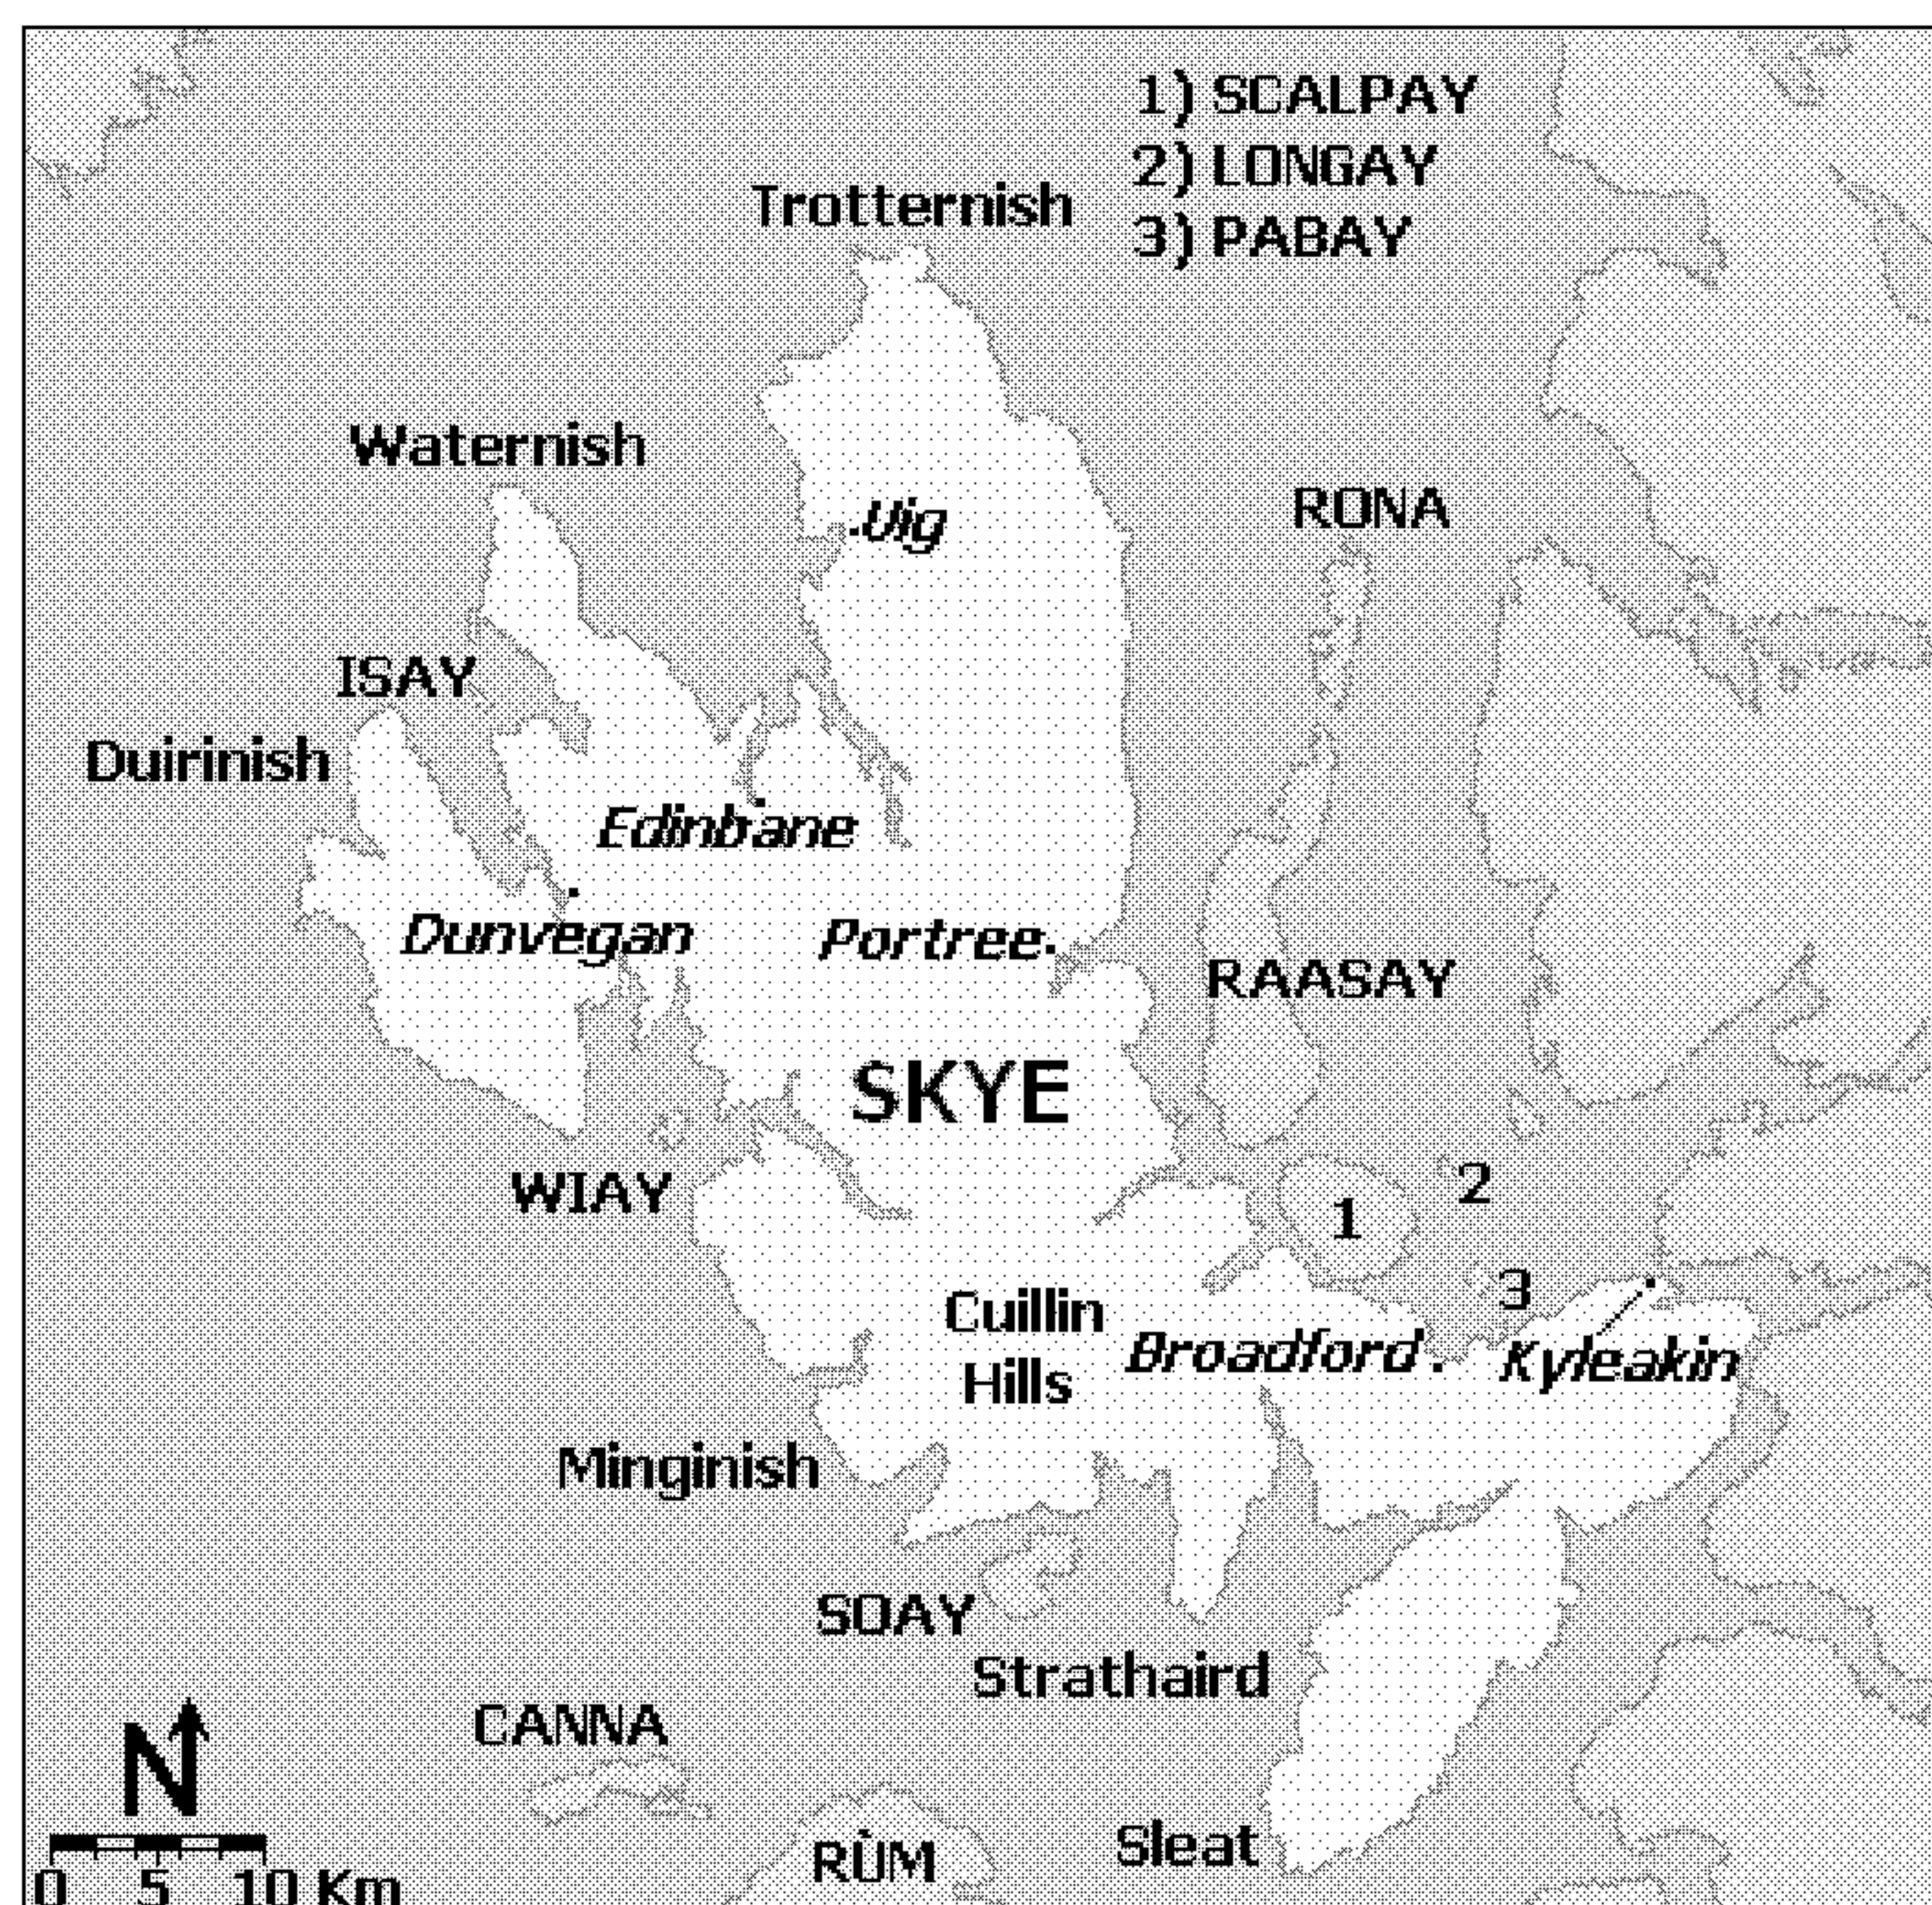 1) SCALPAY
2) LONGAY
3) PABAY
Trotternish
Waternish
.Uig
RONA
ISAY
Duirinish
Edinbane
Dunvegan
Portree.
RAASAY
SKYE
WIAY
1
2
3
Cuillin
Hills
Broadford.
Kyleakin
Minginish
SOAY
Strathaird
CANNA
N
RÙM
Sleat
0 5 10 Km